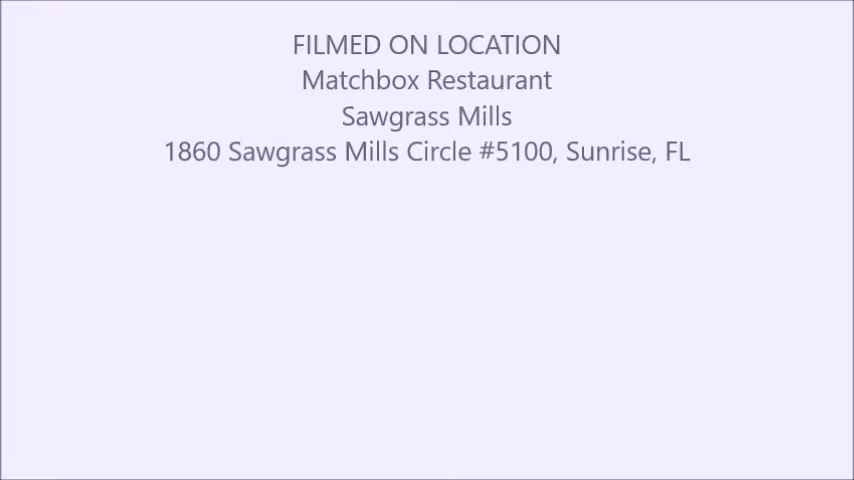 FILMED ON LOCATION
Matchbox Restaurant
Sawgrass Mills
1860 Sawgrass Mills Circle #5100, Sunrise, FL